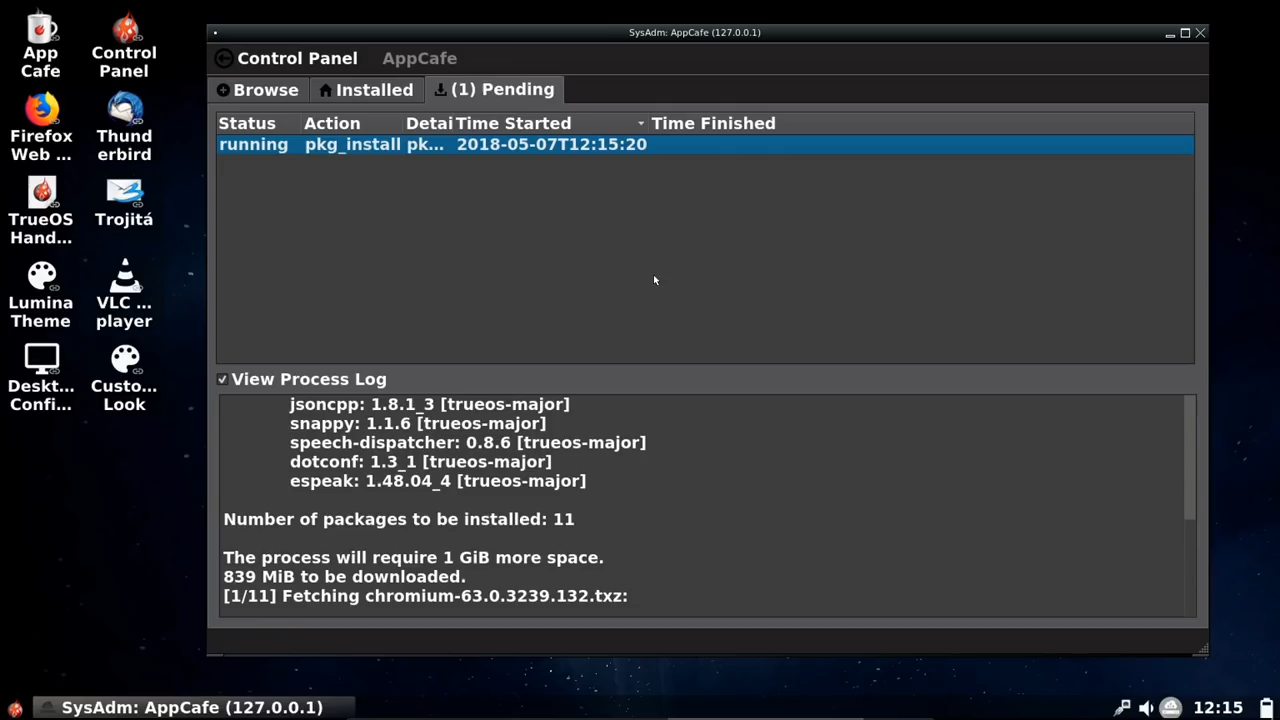 SysAdm: AppCafe (127.0.0.1)
App
Cafe
Control
Panel
Firefox
Web ...
Thund
erbird
TrueOS
Hand...
Trojitá
Lumina
Theme
VLC ...
player
Deskt...
Confi...
Custo...
Look
Control Panel
AppCafe
Browse
Installed
(1) Pending
Status Action Detai Time Started Time Finished
running pkg_install pk... 2018-05-07T12:15:20
View Process Log
jsoncpp: 1.8.1_3 [trueos-major]
snappy: 1.1.6 [trueos-major]
speech-dispatcher: 0.8.6 [trueos-major]
dotconf: 1.3_1 [trueos-major]
espeak: 1.48.04_4 [trueos-major]
Number of packages to be installed: 11
The process will require 1 GiB more space.
839 MiB to be downloaded.
[1/11] Fetching chromium-63.0.3239.132.txz:
SysAdm: AppCafe (127.0.0.1)
12:15